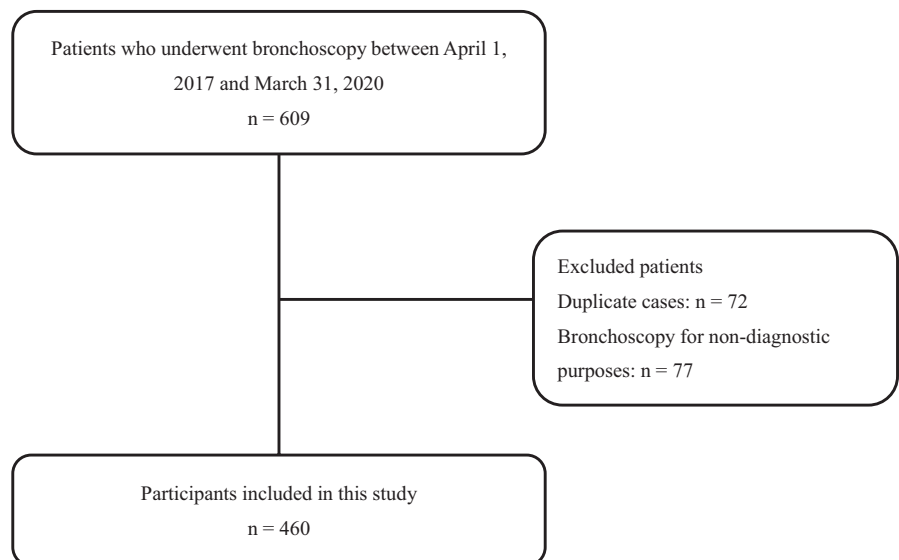 Patients who underwent bronchoscopy between April 1,
2017 and March 31, 2020
n = 609
Excluded patients
Duplicate cases: n = 72
Bronchoscopy for non-diagnostic
purposes: n = 77
Participants included in this study
n = 460